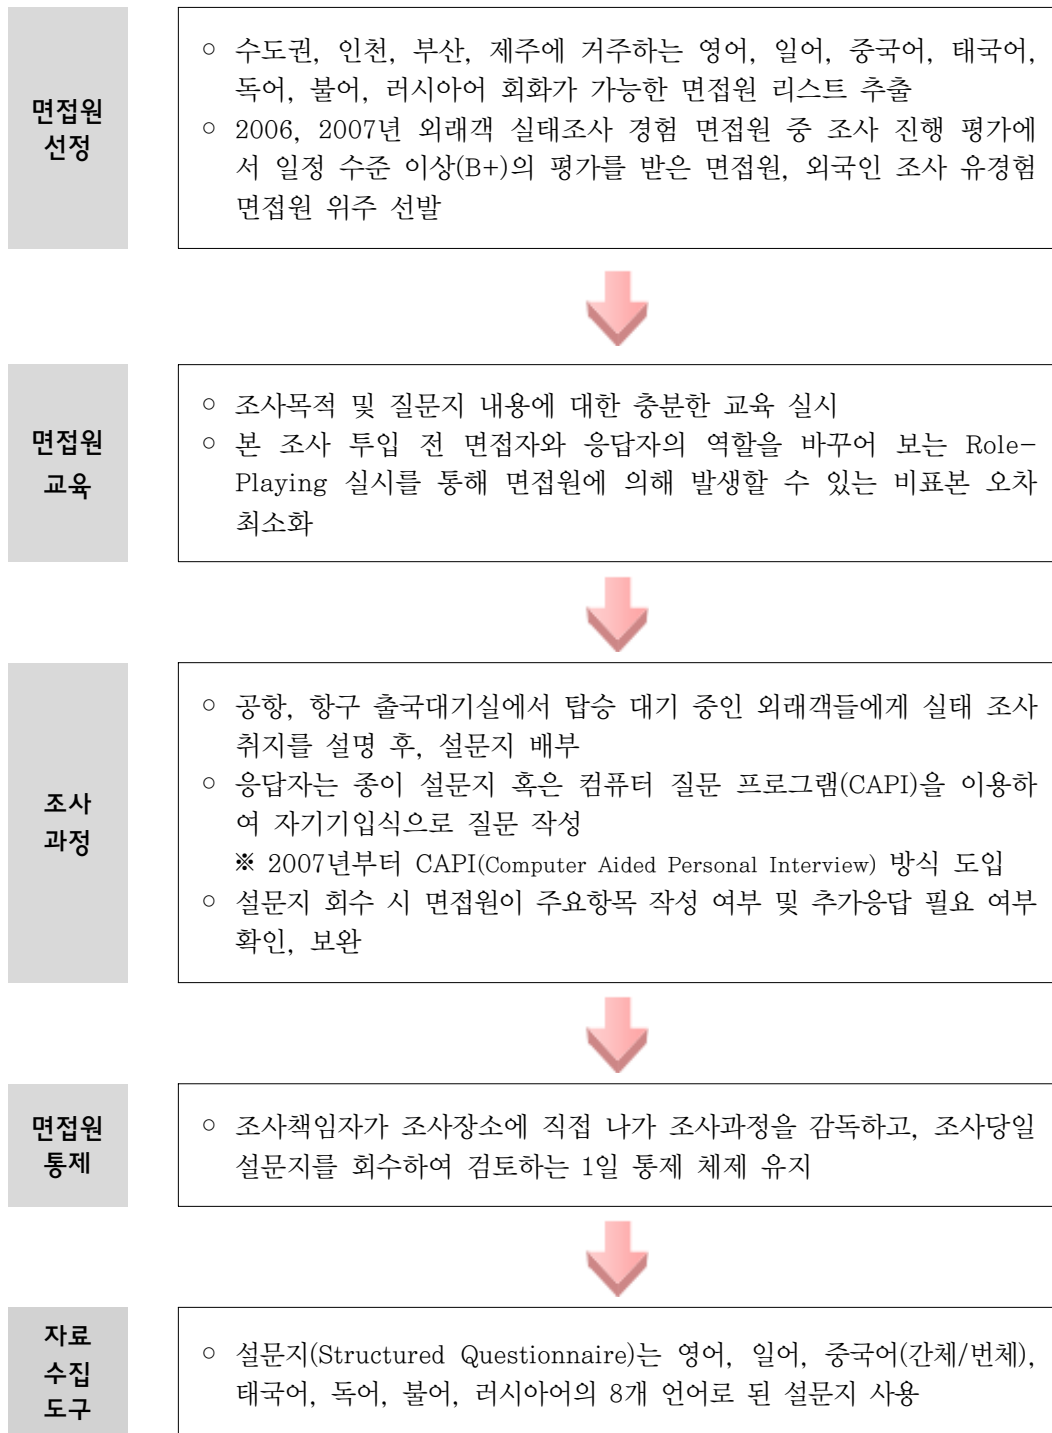 면접원
선정
○ 수도권, 인천, 부산, 제주에 거주하는 영어, 일어, 중국어, 태국어,
독어, 불어, 러시아어 회화가 가능한 면접원 리스트 추출
○ 2006, 2007년 외래객 실태조사 경험 면접원 중 조사 진행 평가에
서 일정 수준 이상(B+)의 평가를 받은 면접원, 외국인 조사 유경험
면접원 위주 선발
면접원
교육
○ 조사목적 및 질문지 내용에 대한 충분한 교육 실시
○ 본 조사 투입 전 면접자와 응답자의 역할을 바꾸어 보는 Role-
Playing 실시를 통해 면접원에 의해 발생할 수 있는 비표본 오차
최소화
조사
과정
○ 공항, 항구 출국대기실에서 탑승 대기 중인 외래객들에게 실태 조사
취지를 설명 후, 설문지 배부
○ 응답자는 종이 설문지 혹은 컴퓨터 질문 프로그램(CAPI)을 이용하
여 자기기입식으로 질문 작성
※ 2007년부터 CAPI(Computer Aided Personal Interview) 방식 도입
○ 설문지 회수 시 면접원이 주요항목 작성 여부 및 추가응답 필요 여부
확인, 보완
면접원
통제
○ 조사책임자가 조사장소에 직접 나가 조사과정을 감독하고, 조사당일
설문지를 회수하여 검토하는 1일 통제 체제 유지
자료
수집
도구
○ 설문지(Structured Questionnaire)는 영어, 일어, 중국어(간체/번체),
태국어, 독어, 불어, 러시아어의 8개 언어로 된 설문지 사용